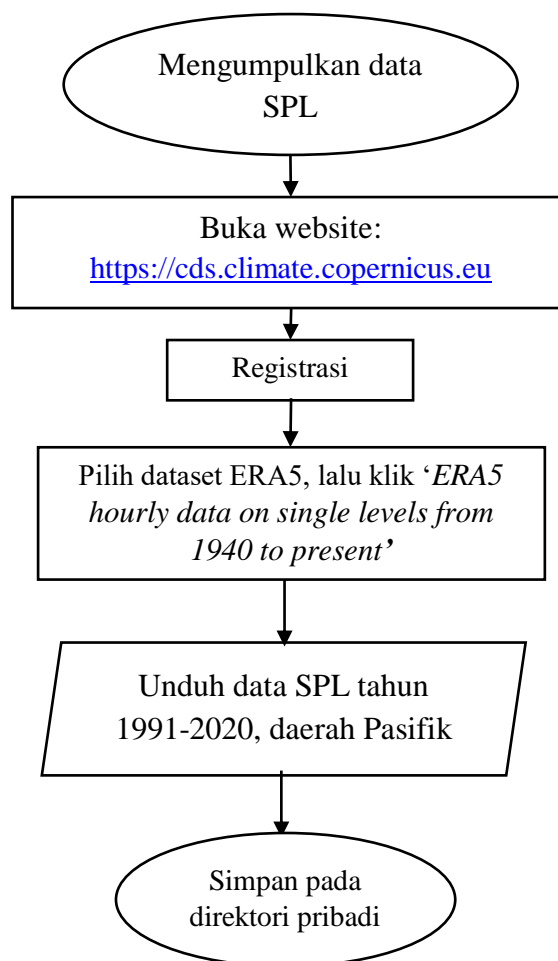 Mengumpulkan data
SPL
Buka website:
https://cds.climate.copernicus.eu
Registrasi
Pilih dataset ERA5, lalu klik ‘ERA5
hourly data on single levels from
1940 to present’
Unduh data SPL tahun
1991-2020, daerah Pasifik
Simpan pada
direktori pribadi